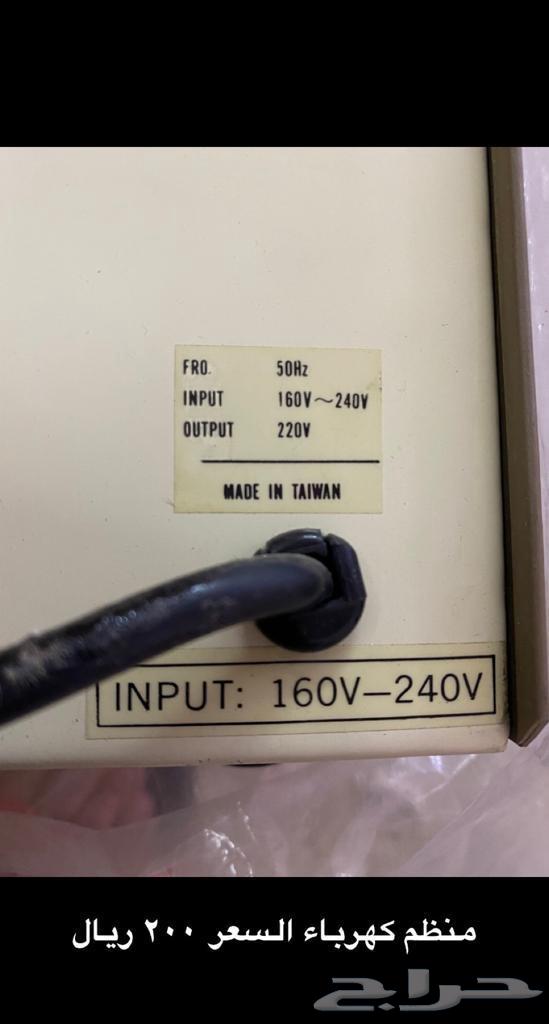 FRO. 50Hz
INPUT 160V～240V
OUTPUT 220V
MADE IN TAIWAN
INPUT: 160V—240V
منظم كهرباء السعر ٢٠٠ ريال
حراج